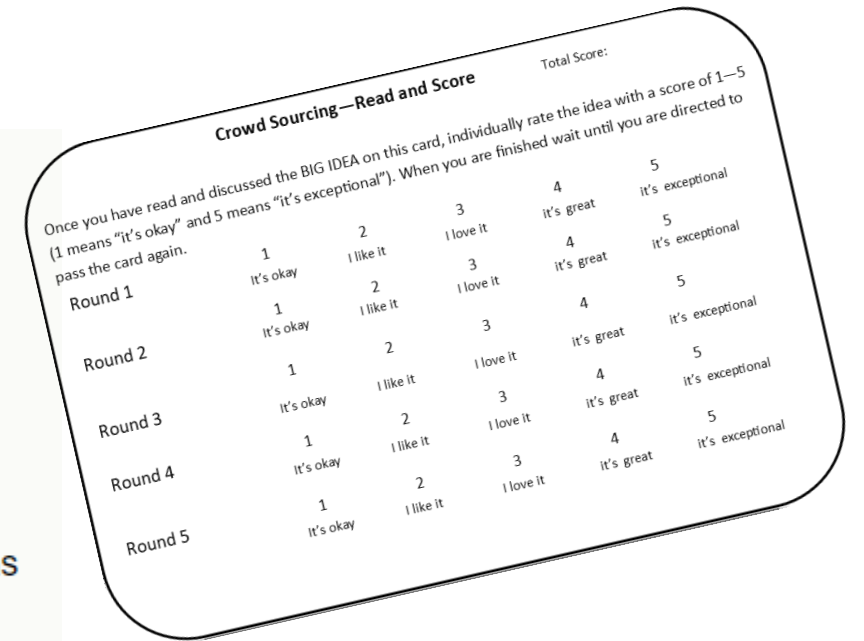 Total Score:
Crowd Sourcing—Read and Score
Once you have read and discussed the BIG IDEA on this card, individually rate the idea with a score of 1—5
(1 means “it’s okay” and 5 means “it’s exceptional”). When you are finished wait until you are directed to
pass the card again.
Round 1 1 2 3 4 5
It’s okay I like it I love it it’s great it’s exceptional
Round 2 1 2 3 4 5
It’s okay I like it I love it it’s great it’s exceptional
Round 3 1 2 3 4 5
It’s okay I like it I love it it’s great it’s exceptional
Round 4 1 2 3 4 5
It’s okay I like it I love it it’s great it’s exceptional
Round 5 1 2 3 4 5
It’s okay I like it I love it it’s great it’s exceptional
s